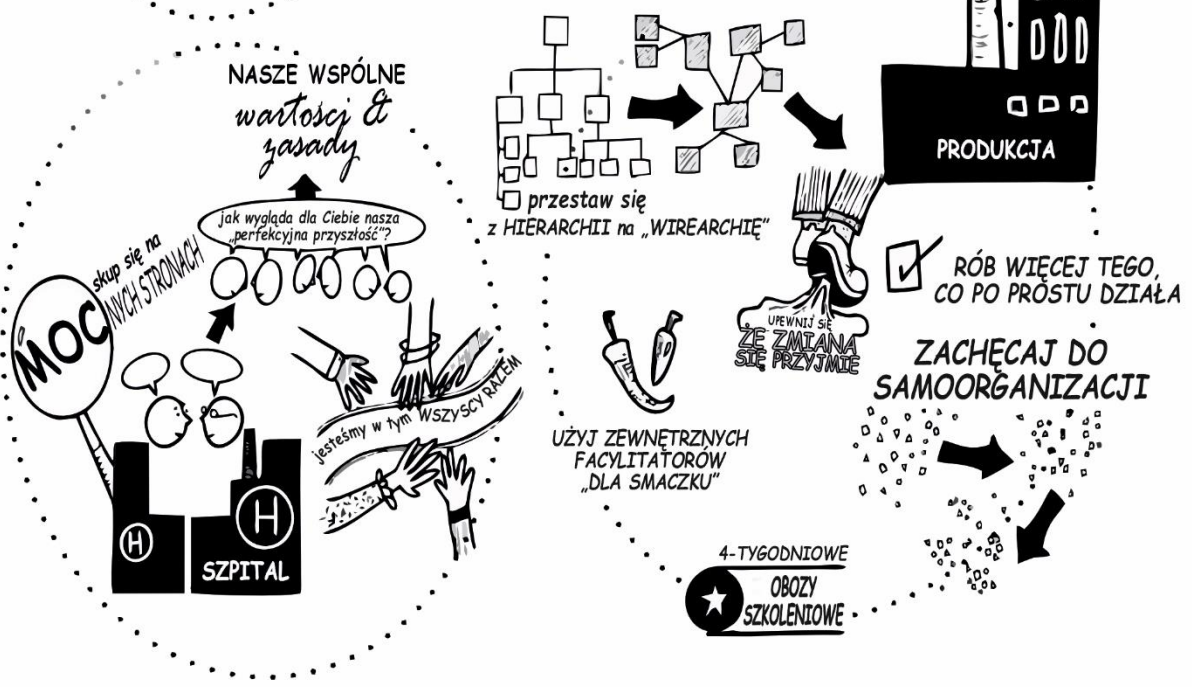 NASZE WSPÓLNE
wartości &
zasady
jak wygląda dla Ciebie nasza
„perfekcyjna przyszłość”?
skup się na
NYCH STRONACH
MOC
jesteśmy w tym WSZYSCY RAZEM
H
H
SZPITAL
przestaw się
z HIERARCHII na „WIREARCHIĘ”
PRODUKCJA
UPEWNIJ SIĘ
ŻE ZMIANA
SIĘ PRZYJMIE
RÓB WIĘCEJ TEGO,
CO PO PROSTU DZIAŁA
UŻYJ ZEWNĘTRZNYCH
FACYLITATORÓW
„DLA SMACZKU”
ZACHĘCAJ DO
SAMOORGANIZACJI
4-TYGODNIOWE
OBOZY
SZKOLENIOWE